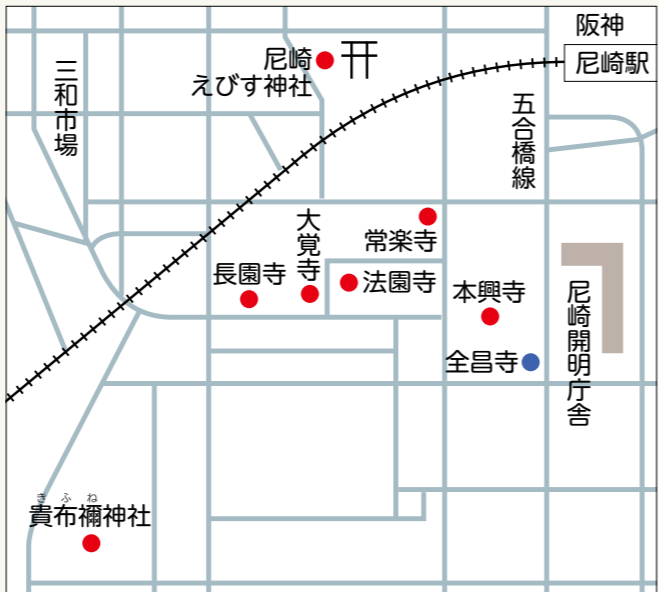 阪神
尼崎駅
尼崎
えびす神社
三和市場
五合橋線
大覚寺
常楽寺
長園寺
法園寺
本興寺
尼崎開明庁舎
全昌寺
きふね
貴布禰神社